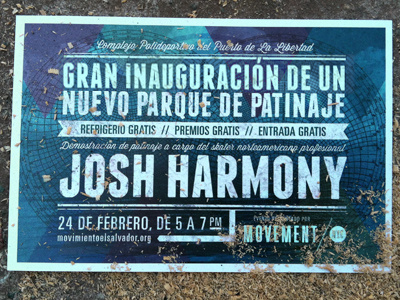 Complejo Polideportivo del Puerto de La Libertad
GRAN INAUGURACIÓN DE UN
NUEVO PARQUE DE PATINAJE
REFRIGERIO GRATIS // PREMIOS GRATIS // ENTRADA GRATIS
Demostración de patinaje a cargo del skater norteamericano profesional
JOSH HARMONY
24 DE FEBRERO, DE 5 A 7 PM
movimientoelsalvador.org
EVENTO POR
MOVEMENT